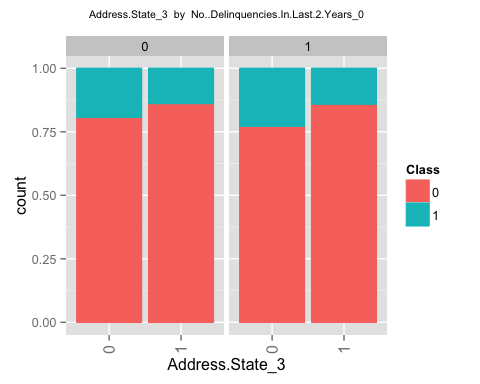 Address.State_3 by No..Delinquencies.In.Last.2.Years_0
0 1
1.00
0.75
0.50
0.25
0.00
count
0 1 0 1
Address.State_3
Class
0
1